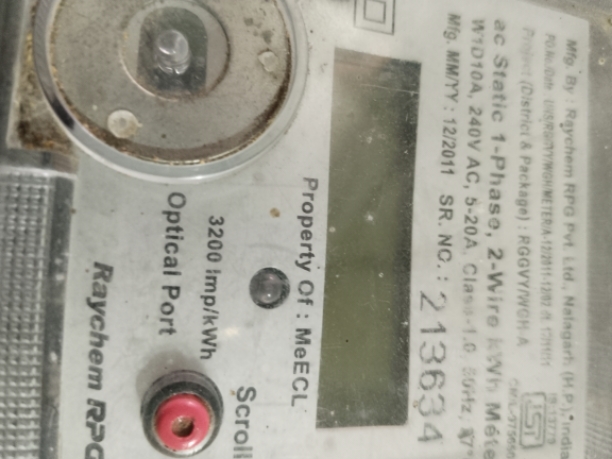 Mfg. By : Raychem RPG Pvt. Ltd., Nalagarh (H.P.), India
Project (District & Package) : RGGVY/WGH-A
ac Static 1-Phase, 2-Wire kWh Mete
W1D10A, 240V AC, 5-20A, Class-1.0, 50Hz,
Mfg. MM/YY : 12/2011 SR. NO. : 213634
Property Of : MeECL
3200 Imp/kWh
Scroll
Optical Port
Raychem RPG